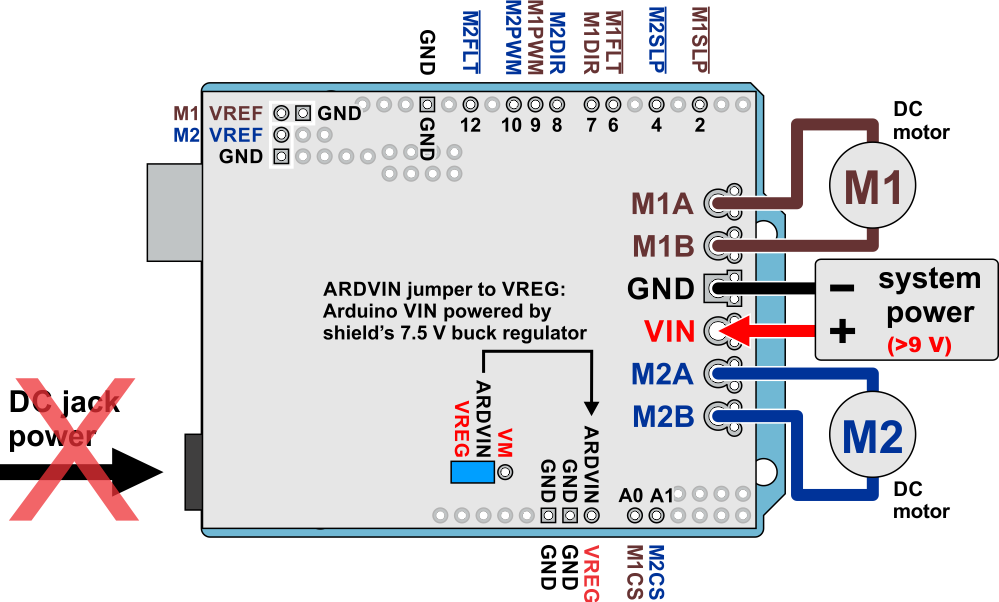 GND
M2FLT
M2PWM
M1PWM
M2DIR
M1DIR
M1FLT
M2SLP
M1SLP
M1 VREF
GND
M2 VREF
GND
GND
12
10
9
8
7
6
4
2
DC
motor
M1
M1A
M1B
GND
VIN
M2A
M2B
− system
power
+
(>9 V)
M2
DC
motor
ARDVIN jumper to VREG:
Arduino VIN powered by
shield's 7.5 V buck regulator
DC jack
power
VREG
ARDVIN
VM
GND
GND
ARDVIN
A0 A1
GND
GND
VREG
M1CS
M2CS